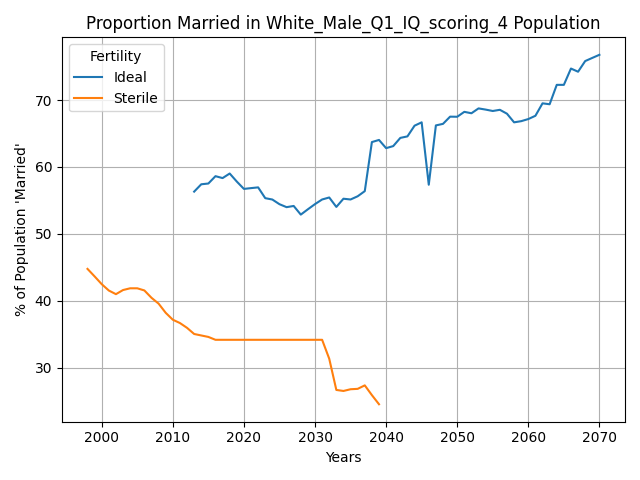 Proportion Married in White_Male_Q1_IQ_scoring_4 Population
Fertility
Ideal
Sterile
% of Population 'Married'
70
60
50
40
30
2000 2010 2020 2030 2040 2050 2060 2070
Years